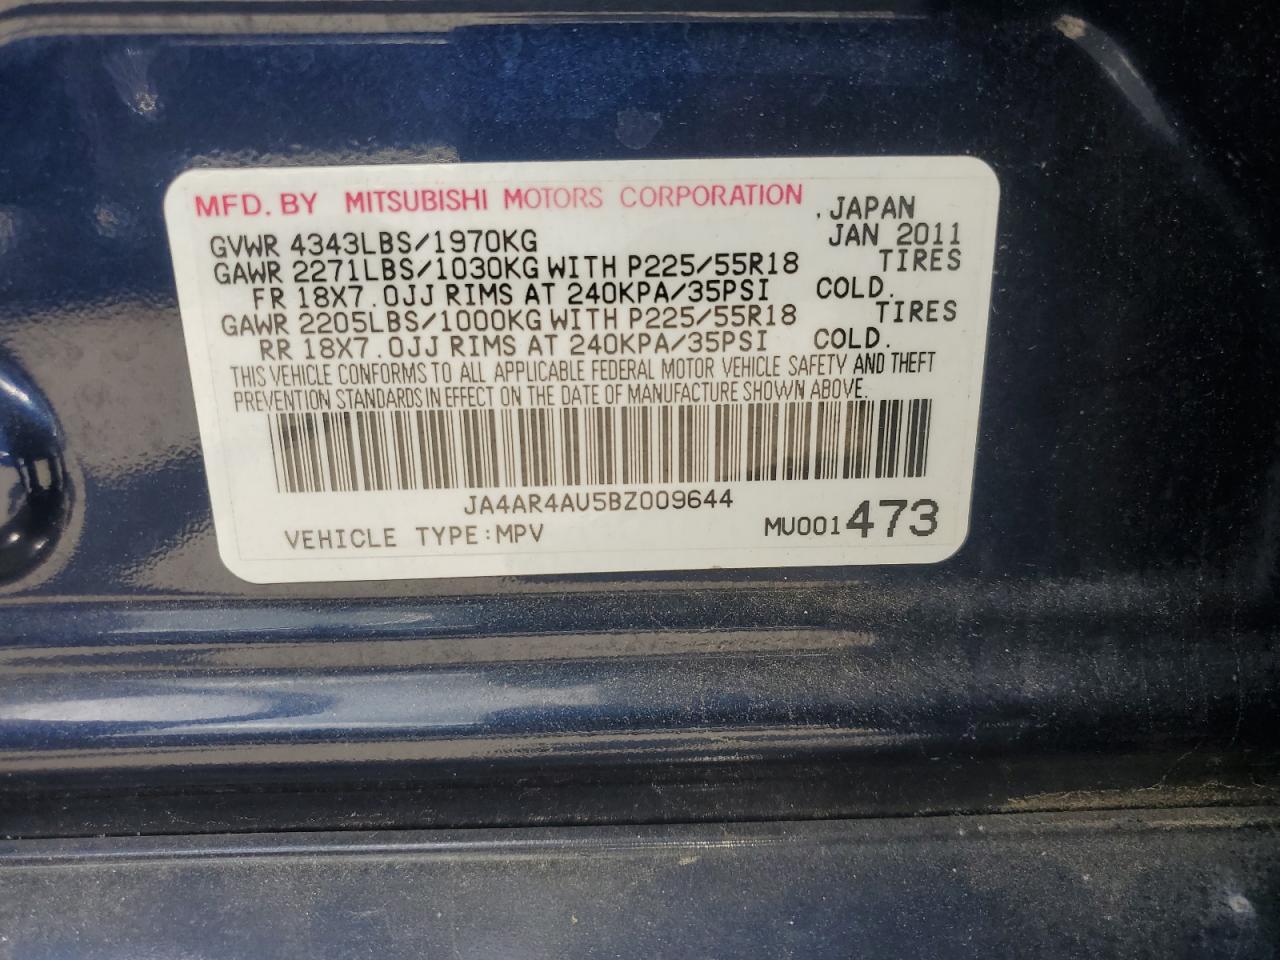 MFD. BY MITSUBISHI MOTORS CORPORATION .JAPAN
GVWR 4343LBS/1970KG JAN 2011
GAWR 2271LBS/1030KG WITH P225/55R18 TIRES
FR 18X7.0JJ RIMS AT 240KPA/35PSI COLD.
GAWR 2205LBS/1000KG WITH P225/55R18 TIRES
RR 18X7.0JJ RIMS AT 240KPA/35PSI COLD.
THIS VEHICLE CONFORMS TO ALL APPLICABLE FEDERAL MOTOR VEHICLE SAFETY AND THEFT
PREVENTION STANDARDS IN EFFECT ON THE DATE OF MANUFACTURE SHOWN ABOVE.
JA4AR4AU5BZ009644
VEHICLE TYPE:MPV MU001473